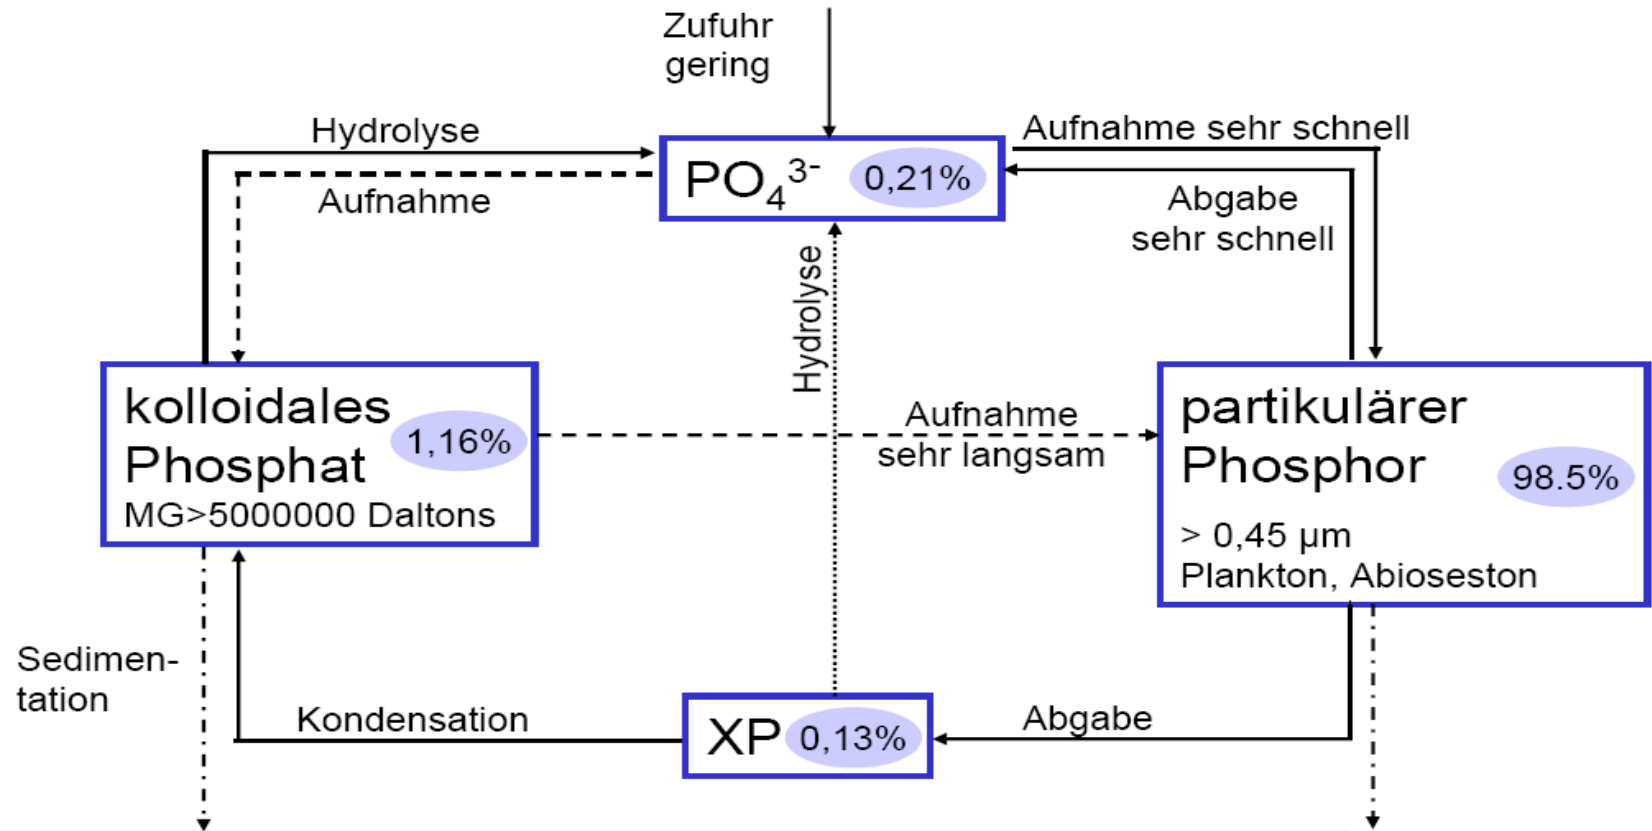 Zufuhr
gering
Hydrolyse
Aufnahme
PO₄³⁻ 0,21%
Aufnahme sehr schnell
Abgabe
sehr schnell
Hydrolyse
kolloidales
Phosphat
1,16%
MG>5000000 Daltons
Aufnahme
sehr langsam
partikulärer
Phosphor
98.5%
> 0,45 µm
Plankton, Abioseston
Sedimen-
tation
Kondensation
XP 0,13%
Abgabe